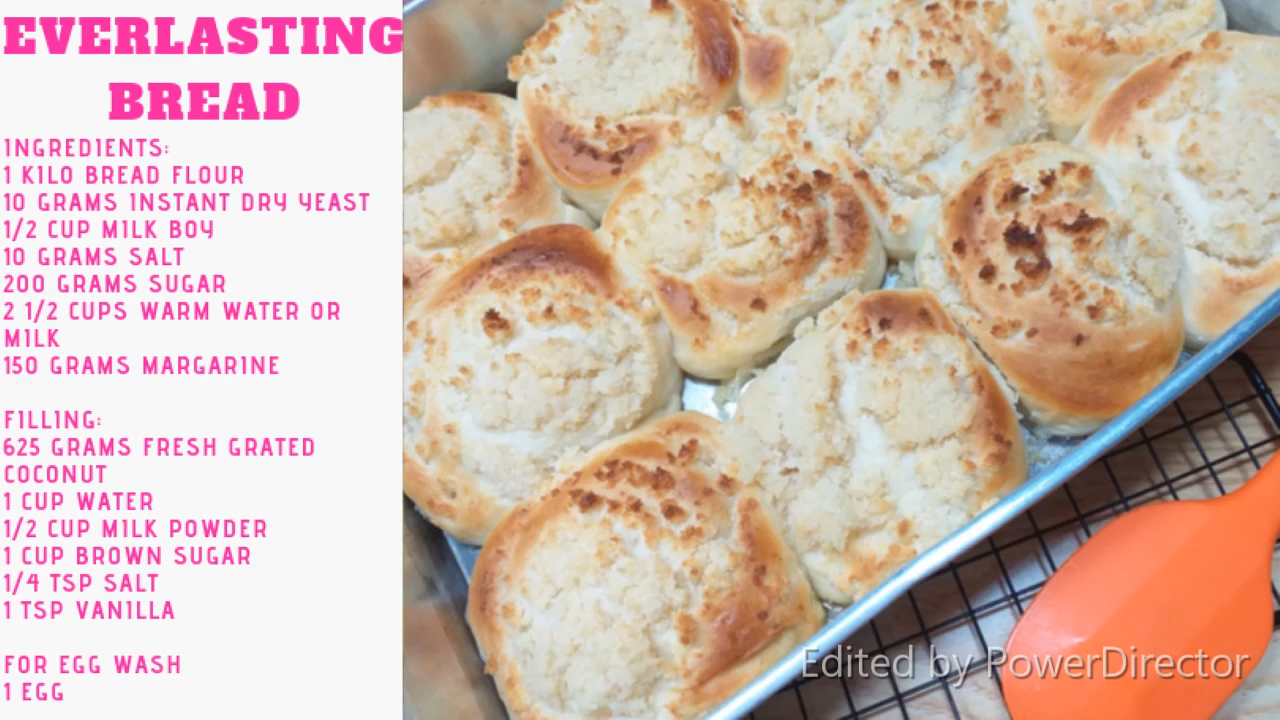 EVERLASTING
BREAD
INGREDIENTS:
1 KILO BREAD FLOUR
10 GRAMS INSTANT DRY YEAST
1/2 CUP MILK BOY
10 GRAMS SALT
200 GRAMS SUGAR
2 1/2 CUPS WARM WATER OR
MILK
150 GRAMS MARGARINE
FILLING:
625 GRAMS FRESH GRATED
COCONUT
1 CUP WATER
1/2 CUP MILK POWDER
1 CUP BROWN SUGAR
1/4 TSP SALT
1 TSP VANILLA
FOR EGG WASH
1 EGG
Edited by PowerDirector